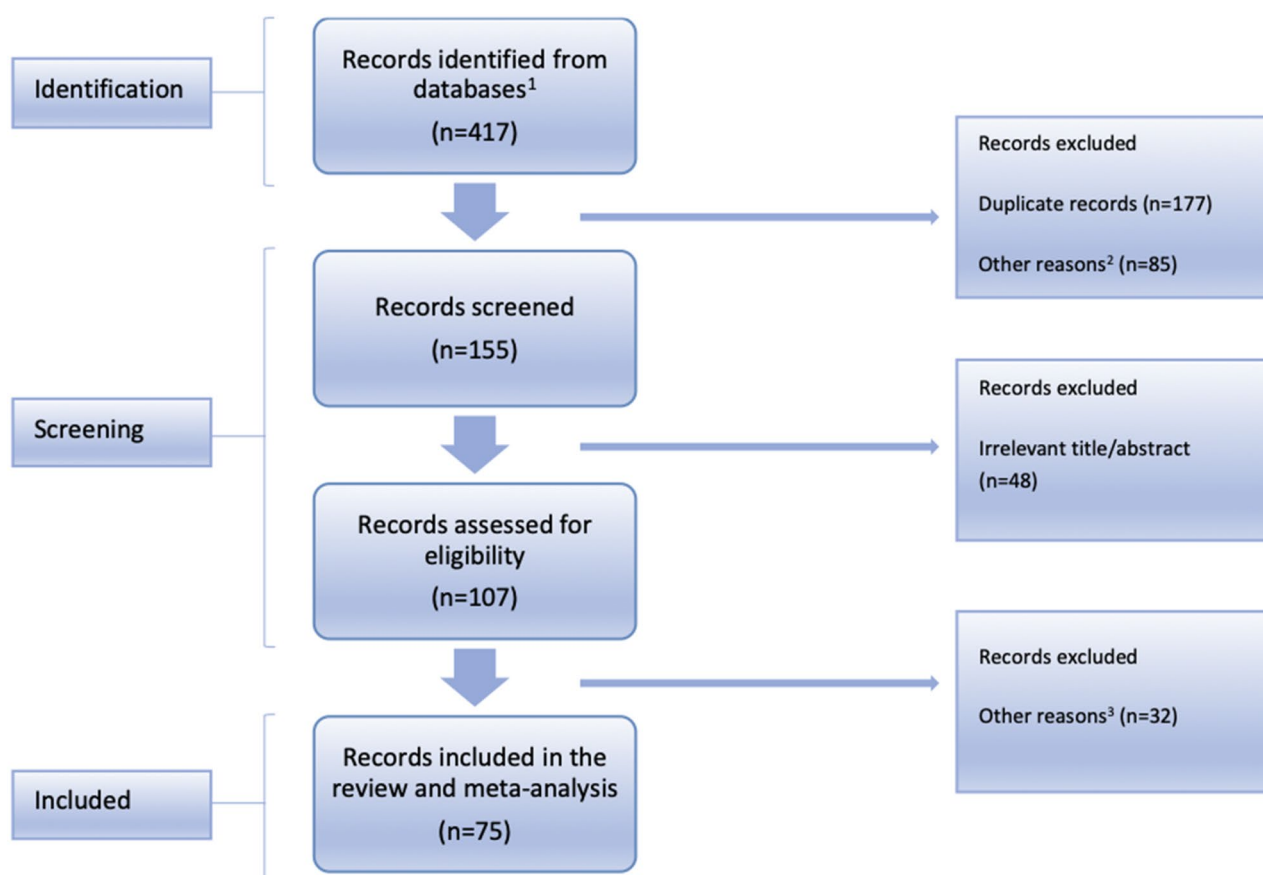 Identification
Records identified from
databases¹
(n=417)
Records excluded
Duplicate records (n=177)
Other reasons² (n=85)
Screening
Records screened
(n=155)
Records excluded
Irrelevant title/abstract
(n=48)
Records assessed for
eligibility
(n=107)
Records excluded
Other reasons³ (n=32)
Included
Records included in the
review and meta-analysis
(n=75)